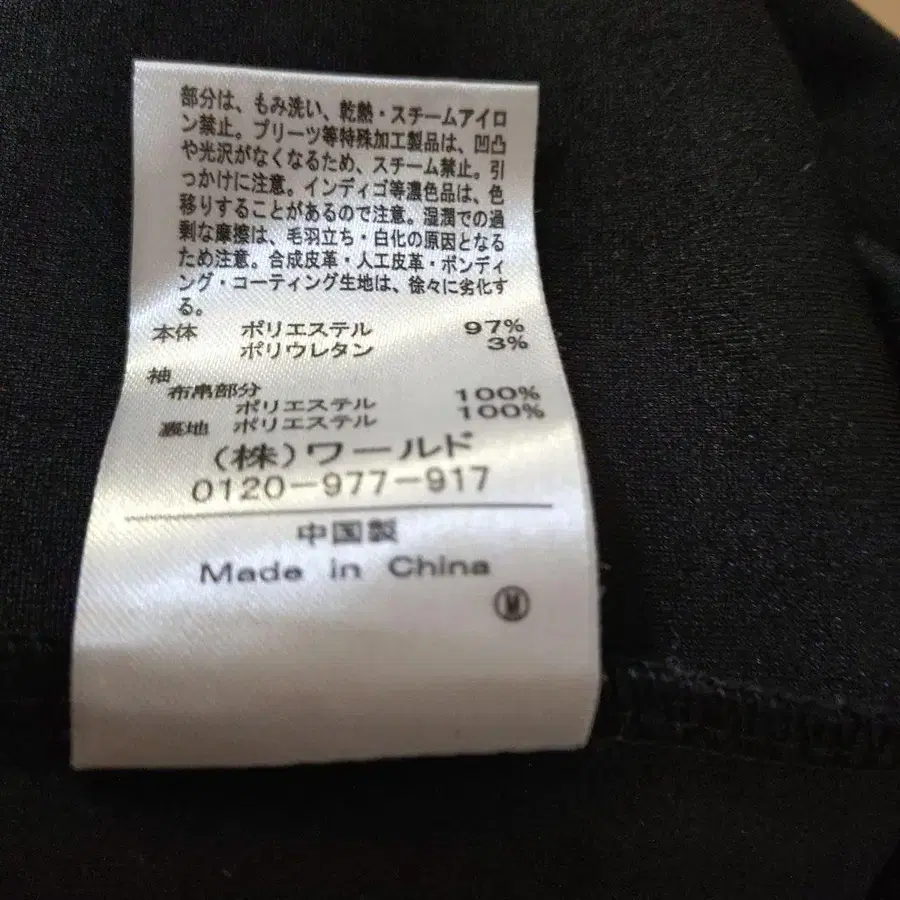 部分は、もみ洗い、乾熱・スチームアイロ
ン禁止。プリーツ等特殊加工製品は、凹凸
や光沢がなくなるため、スチーム禁止。引
っかけに注意。インディゴ等濃色品は、色
移りすることがあるので注意。湿潤での過
剰な摩擦は、毛羽立ち・白化の原因となる
ため注意。合成皮革・人工皮革・ボンディ
ング・コーティング生地は、徐々に劣化す
る。
本体 ポリエステル 97%
ポリウレタン 3%
袖
布帛部分
ポリエステル 100%
裏地 ポリエステル 100%
(株)ワールド
0120-977-917
中国製
Made in China
Ⓜ